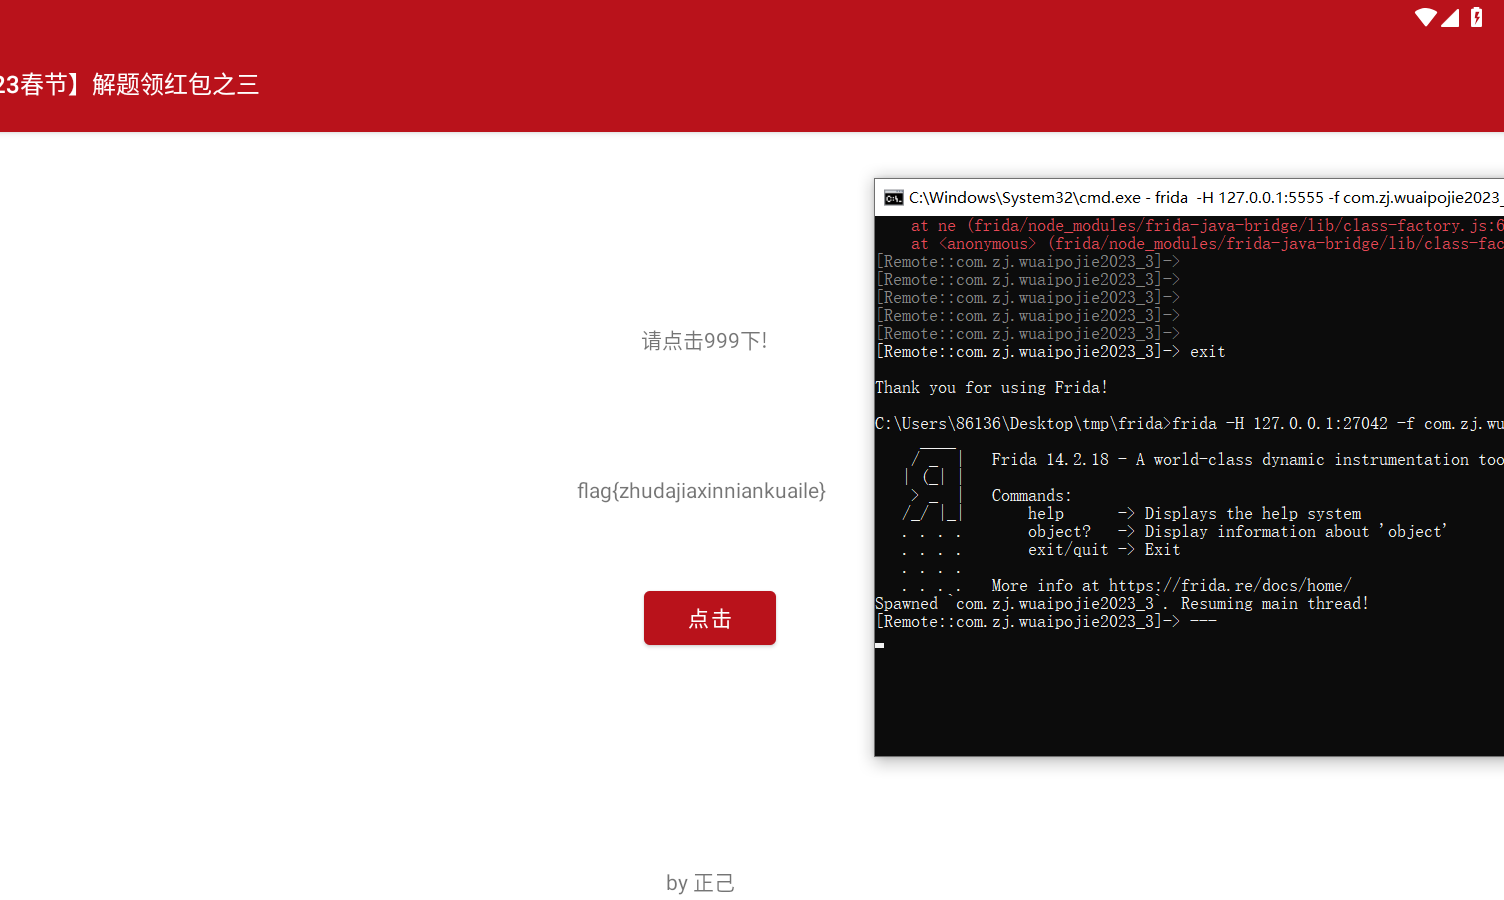 23春节】解题领红包之三
请点击999下!
flag{zhudajiaxinniankuaile}
点击
by 正己
C:\Windows\System32\cmd.exe - frida  -H 127.0.0.1:5555 -f com.zj.wuaipojie2023_
at ne (frida/node_modules/frida-java-bridge/lib/class-factory.js:6
at <anonymous> (frida/node_modules/frida-java-bridge/lib/class-fac
[Remote::com.zj.wuaipojie2023_3]->
[Remote::com.zj.wuaipojie2023_3]->
[Remote::com.zj.wuaipojie2023_3]->
[Remote::com.zj.wuaipojie2023_3]->
[Remote::com.zj.wuaipojie2023_3]->
[Remote::com.zj.wuaipojie2023_3]-> exit
Thank you for using Frida!
C:\Users\86136\Desktop\tmp\frida>frida -H 127.0.0.1:27042 -f com.zj.wu
     ____
    / _  |   Frida 14.2.18 - A world-class dynamic instrumentation too
   | (_| |
    > _  |   Commands:
   /_/ |_|       help      -> Displays the help system
   . . . .       object?   -> Display information about 'object'
   . . . .       exit/quit -> Exit
   . . . .
   . . . .   More info at https://frida.re/docs/home/
Spawned `com.zj.wuaipojie2023_3`. Resuming main thread!
[Remote::com.zj.wuaipojie2023_3]-> ---